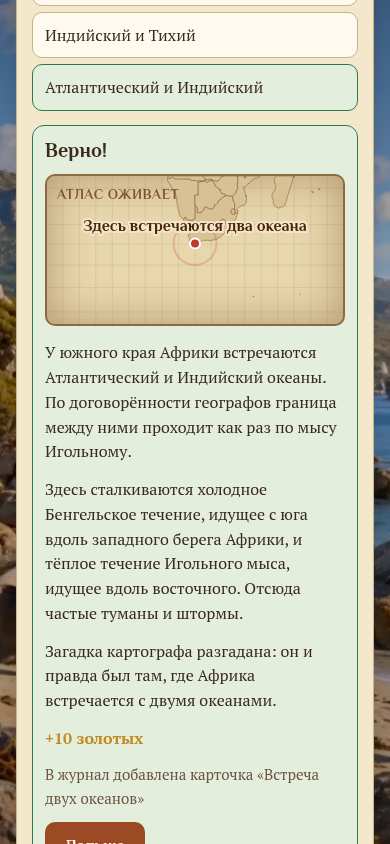 Индийский и Тихий
Атлантический и Индийский
Верно!
АТЛАС ОЖИВАЕТ
Здесь встречаются два океана
У южного края Африки встречаются
Атлантический и Индийский океаны.
По договорённости географов граница
между ними проходит как раз по мысу
Игольному.
Здесь сталкиваются холодное
Бенгельское течение, идущее с юга
вдоль западного берега Африки, и
тёплое течение Игольного мыса,
идущее вдоль восточного. Отсюда
частые туманы и штормы.
Загадка картографа разгадана: он и
правда был там, где Африка
встречается с двумя океанами.
+10 золотых
В журнал добавлена карточка «Встреча
двух океанов»